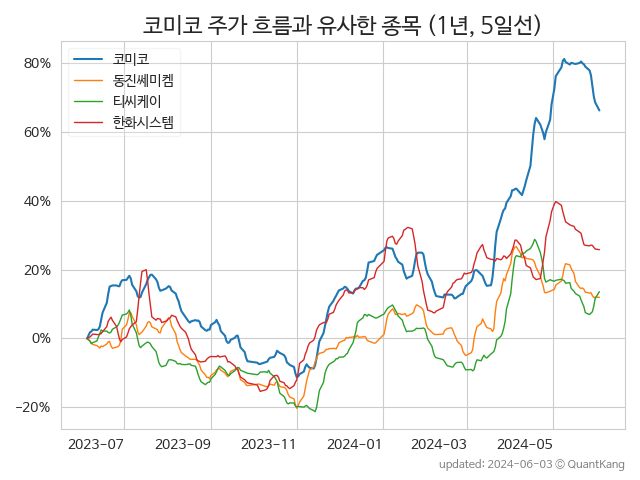 코미코 주가 흐름과 유사한 종목 (1년, 5일선)
코미코
동진쎄미켐
티씨케이
한화시스템
80%
60%
40%
20%
0%
−20%
2023-07
2023-09
2023-11
2024-01
2024-03
2024-05
updated: 2024-06-03 © QuantKang